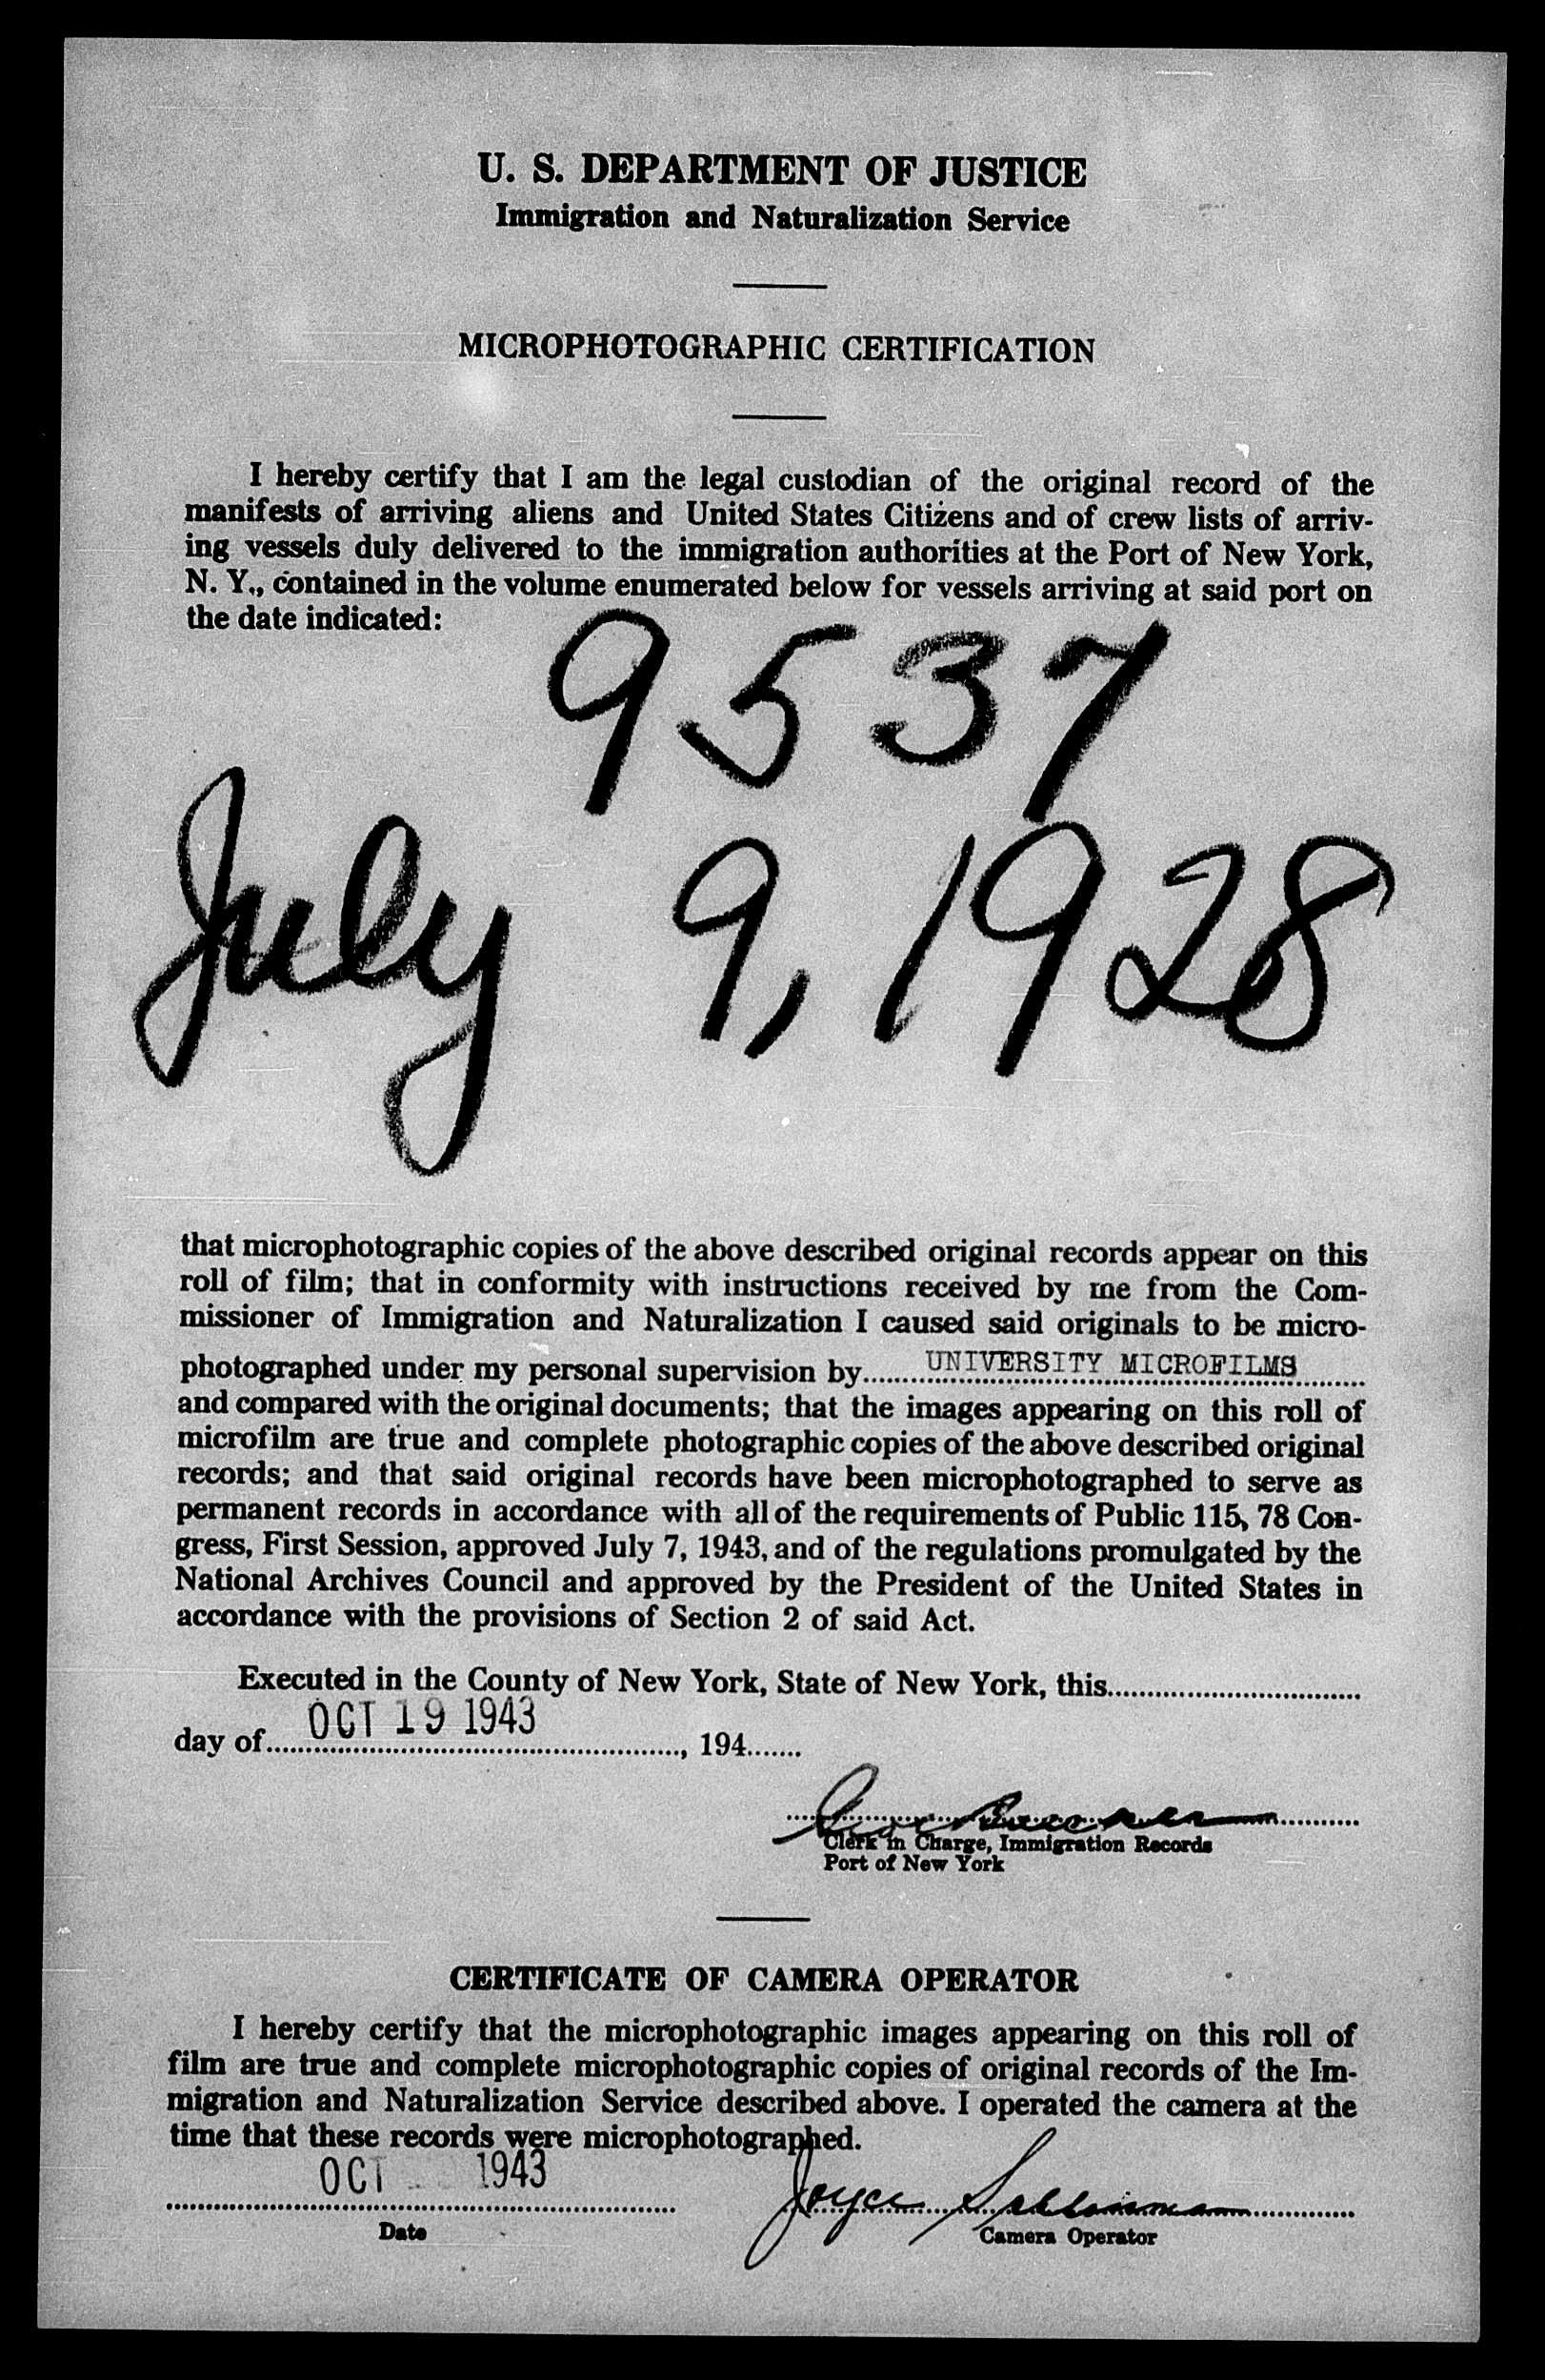 U. S. DEPARTMENT OF JUSTICE
Immigration and Naturalization Service
MICROPHOTOGRAPHIC CERTIFICATION
I hereby certify that I am the legal custodian of the original record of the
manifests of arriving aliens and United States Citizens and of crew lists of arriv-
ing vessels duly delivered to the immigration authorities at the Port of New York,
N. Y., contained in the volume enumerated below for vessels arriving at said port on
the date indicated:
9537
July 9, 1928
that microphotographic copies of the above described original records appear on this
roll of film; that in conformity with instructions received by me from the Com-
missioner of Immigration and Naturalization I caused said originals to be micro-
photographed under my personal supervision by UNIVERSITY MICROFILMS
and compared with the original documents; that the images appearing on this roll of
microfilm are true and complete photographic copies of the above described original
records; and that said original records have been microphotographed to serve as
permanent records in accordance with all of the requirements of Public 115, 78 Con-
gress, First Session, approved July 7, 1943, and of the regulations promulgated by the
National Archives Council and approved by the President of the United States in
accordance with the provisions of Section 2 of said Act.
Executed in the County of New York, State of New York, this
day of OCT 19 1943, 194
Clerk in Charge, Immigration Records
Port of New York
CERTIFICATE OF CAMERA OPERATOR
I hereby certify that the microphotographic images appearing on this roll of
film are true and complete microphotographic copies of original records of the Im-
migration and Naturalization Service described above. I operated the camera at the
time that these records were microphotographed.
OCT 1943 Joyce
Date Camera Operator